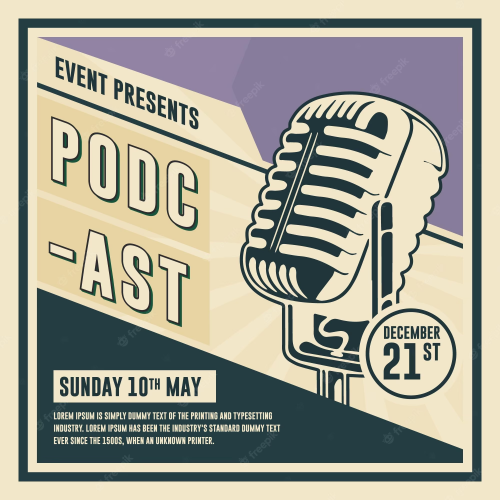 EVENT PRESENTS
PODC
-AST
DECEMBER
21ST
SUNDAY 10TH MAY
LOREM IPSUM IS SIMPLY DUMMY TEXT OF THE PRINTING AND TYPESETTING
INDUSTRY. LOREM IPSUM HAS BEEN THE INDUSTRY'S STANDARD DUMMY TEXT
EVER SINCE THE 1500S, WHEN AN UNKNOWN PRINTER.